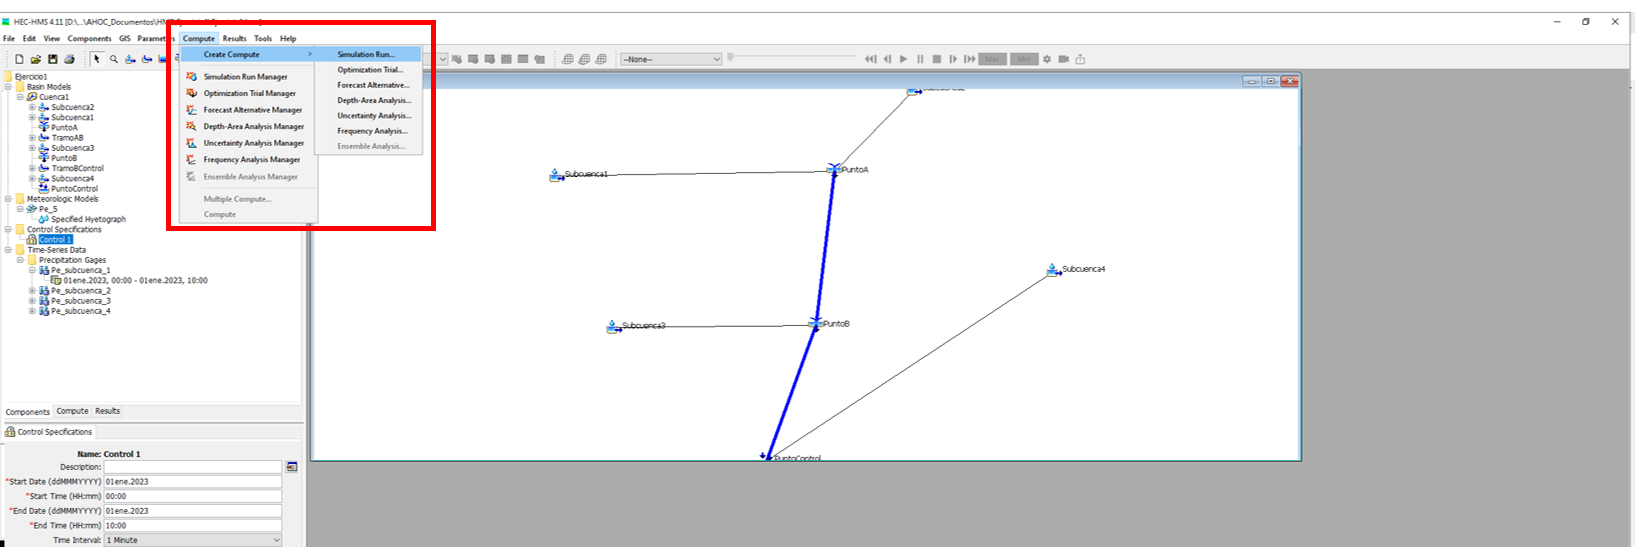 HEC-HMS 4.11 [D:\...\AHOC_Documentos\HM
File Edit View Components GIS Parameters Compute Results Tools Help
--None--
Create Compute
Simulation Run Manager
Optimization Trial Manager
Forecast Alternative Manager
Depth-Area Analysis Manager
Uncertainty Analysis Manager
Frequency Analysis Manager
Ensemble Analysis Manager
Multiple Compute...
Compute
Simulation Run...
Optimization Trial...
Forecast Alternative...
Depth-Area Analysis...
Uncertainty Analysis...
Frequency Analysis...
Ensemble Analysis...
Ejercicio1
Basin Models
Cuenca1
Subcuenca2
Subcuenca1
PuntoA
TramoAB
Subcuenca3
PuntoB
TramoBControl
Subcuenca4
PuntoControl
Meteorologic Models
Pe_5
Specified Hyetograph
Control Specifications
Control 1
Time-Series Data
Precipitation Gages
Pe_subcuenca_1
01ene.2023, 00:00 - 01ene.2023, 10:00
Pe_subcuenca_2
Pe_subcuenca_3
Pe_subcuenca_4
Subcuenca1
PuntoA
Subcuenca4
Subcuenca3
PuntoB
PuntoControl
Components Compute Results
Control Specifications
Name: Control 1
Description:
*Start Date (ddMMMYYYY) 01ene.2023
*Start Time (HH:mm) 00:00
*End Date (ddMMMYYYY) 01ene.2023
*End Time (HH:mm) 10:00
Time Interval: 1 Minute